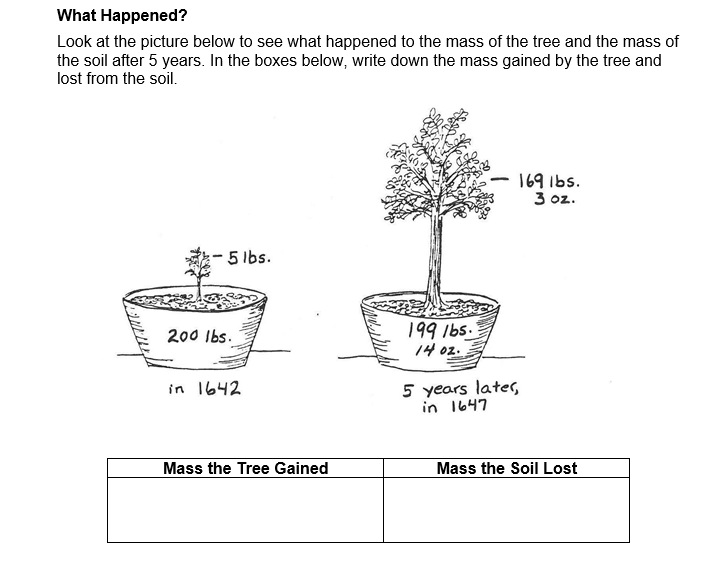 What Happened?
Look at the picture below to see what happened to the mass of the tree and the mass of
the soil after 5 years. In the boxes below, write down the mass gained by the tree and
lost from the soil.
169 lbs.
3 oz.
5 lbs.
200 lbs.
199 lbs.
14 oz.
in 1642
5 years later,
in 1647
Mass the Tree Gained
Mass the Soil Lost